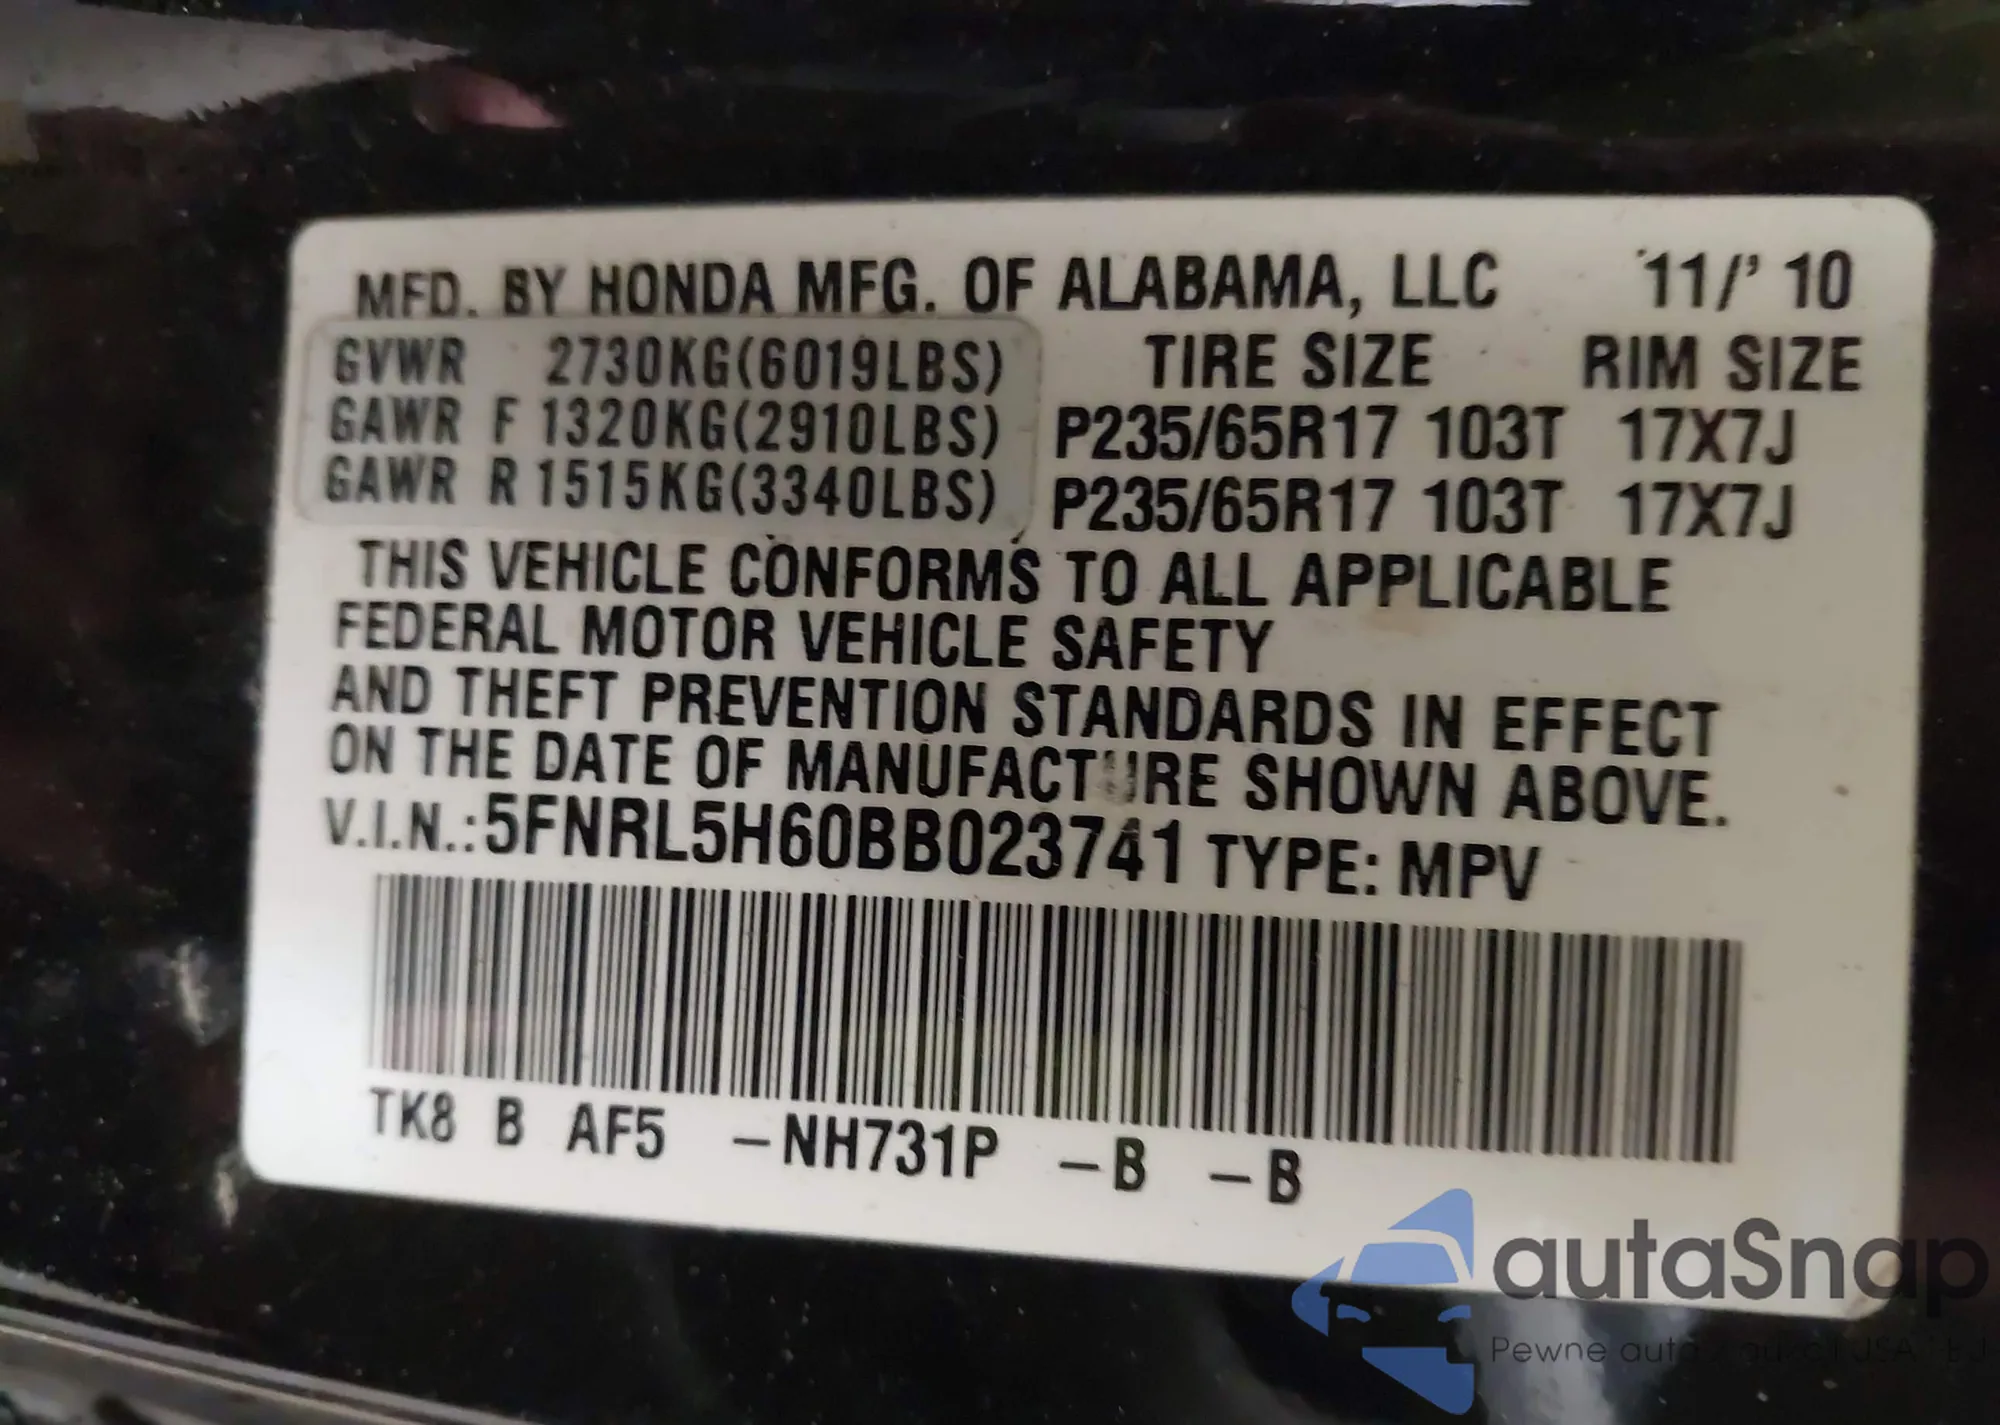 MFD. BY HONDA MFG. OF ALABAMA, LLC 11/'10
GVWR 2730KG(6019LBS) TIRE SIZE RIM SIZE
GAWR F 1320KG(2910LBS) P235/65R17 103T 17X7J
GAWR R 1515KG(3340LBS) P235/65R17 103T 17X7J
THIS VEHICLE CONFORMS TO ALL APPLICABLE
FEDERAL MOTOR VEHICLE SAFETY
AND THEFT PREVENTION STANDARDS IN EFFECT
ON THE DATE OF MANUFACTURE SHOWN ABOVE.
V.I.N.:5FNRL5H60BB023741 TYPE: MPV
TK8 B AF5 -NH731P -B -B
autaSnap
Pewne auta z